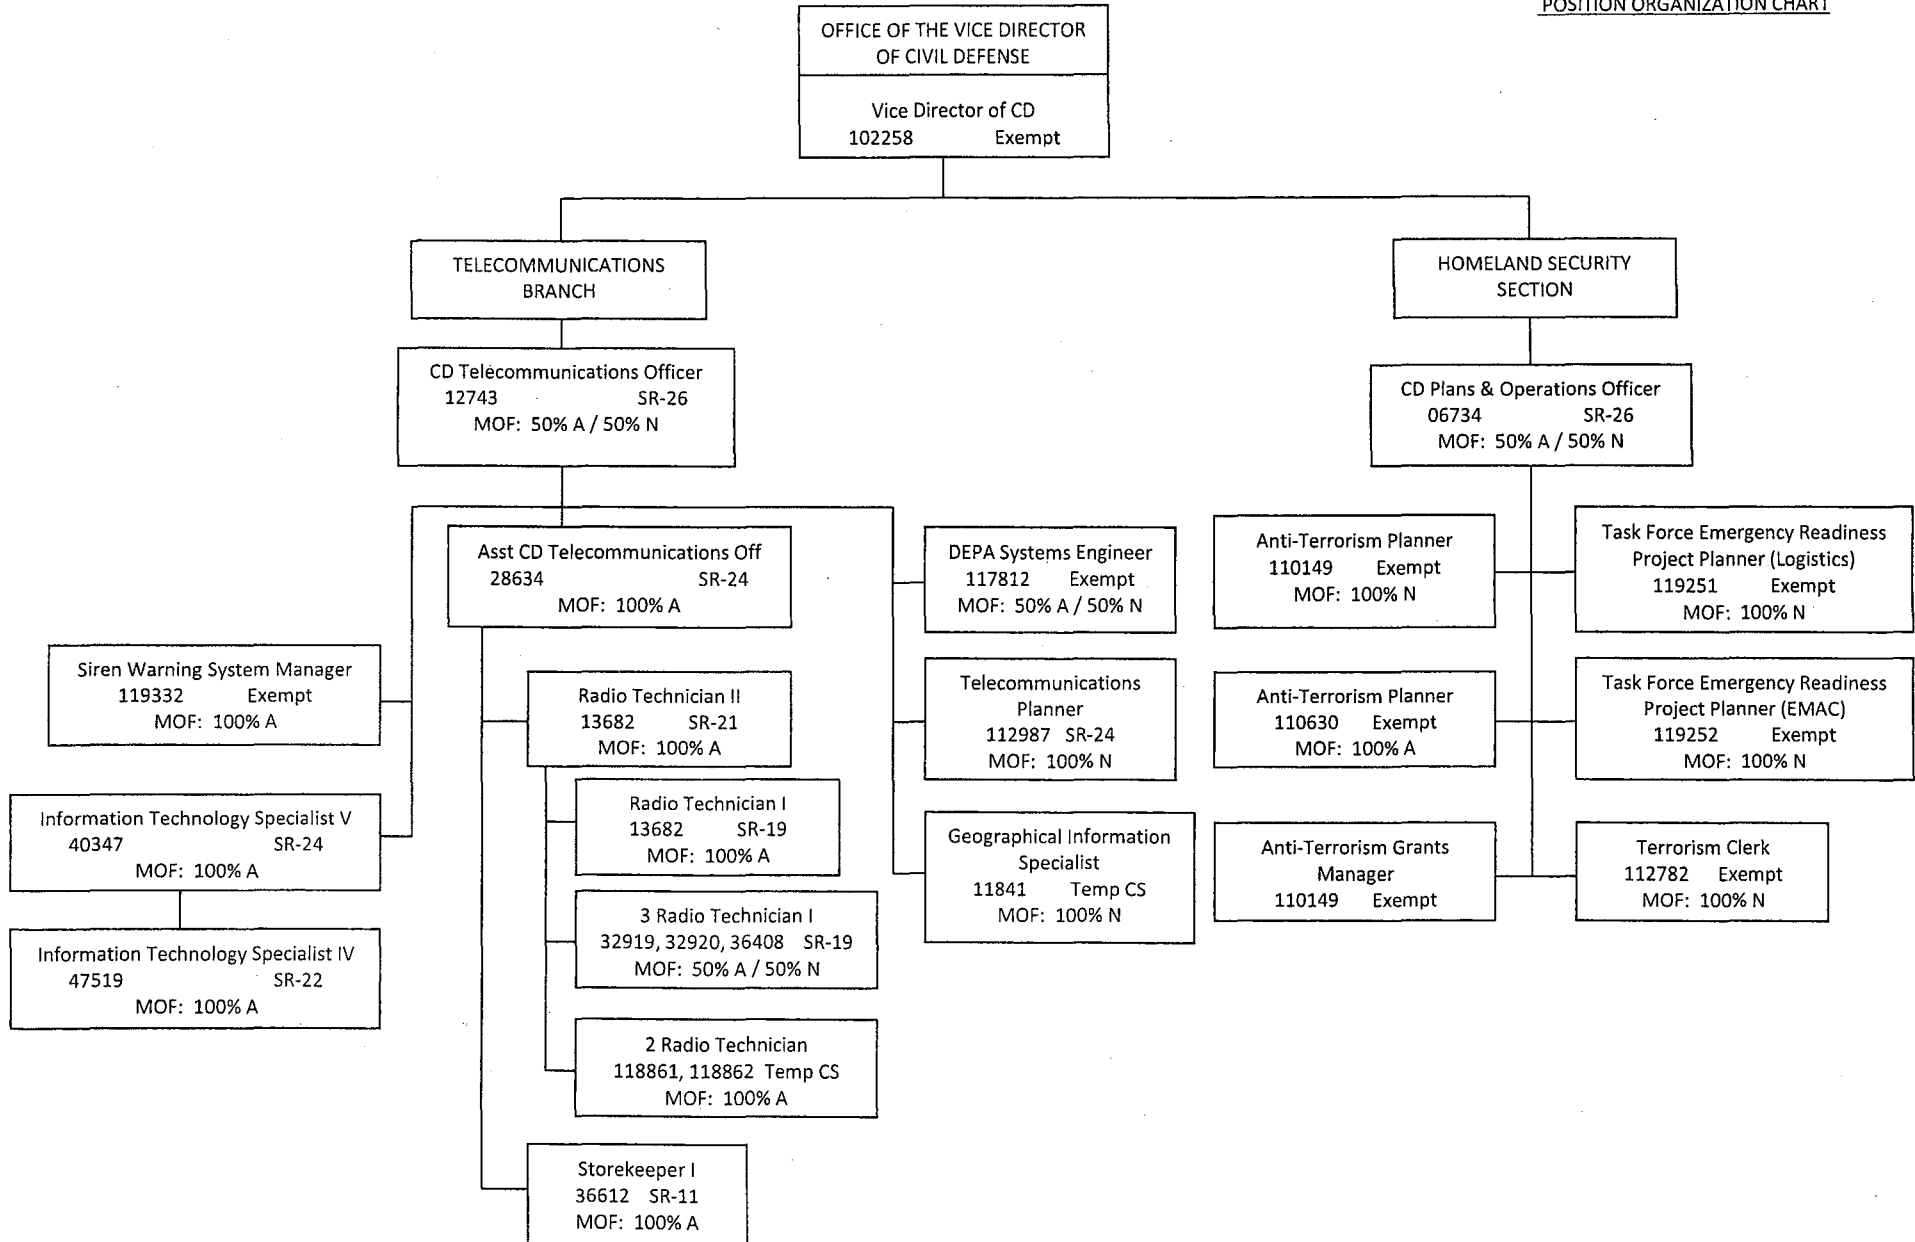 POSITION ORGANIZATION CHART
OFFICE OF THE VICE DIRECTOR
OF CIVIL DEFENSE
Vice Director of CD
102258 Exempt
TELECOMMUNICATIONS
BRANCH
HOMELAND SECURITY
SECTION
CD Telecommunications Officer
12743 SR-26
MOF: 50% A / 50% N
CD Plans & Operations Officer
06734 SR-26
MOF: 50% A / 50% N
Asst CD Telecommunications Off
28634 SR-24
MOF: 100% A
DEPA Systems Engineer
117812 Exempt
MOF: 50% A / 50% N
Anti-Terrorism Planner
110149 Exempt
MOF: 100% N
Task Force Emergency Readiness
Project Planner (Logistics)
119251 Exempt
MOF: 100% N
Siren Warning System Manager
119332 Exempt
MOF: 100% A
Radio Technician II
13682 SR-21
MOF: 100% A
Telecommunications
Planner
112987 SR-24
MOF: 100% N
Anti-Terrorism Planner
110630 Exempt
MOF: 100% A
Task Force Emergency Readiness
Project Planner (EMAC)
119252 Exempt
MOF: 100% N
Information Technology Specialist V
40347 SR-24
MOF: 100% A
Radio Technician I
13682 SR-19
MOF: 100% A
Geographical Information
Specialist
11841 Temp CS
MOF: 100% N
Anti-Terrorism Grants
Manager
110149 Exempt
Terrorism Clerk
112782 Exempt
MOF: 100% N
Information Technology Specialist IV
47519 SR-22
MOF: 100% A
3 Radio Technician I
32919, 32920, 36408 SR-19
MOF: 50% A / 50% N
2 Radio Technician
118861, 118862 Temp CS
MOF: 100% A
Storekeeper I
36612 SR-11
MOF: 100% A